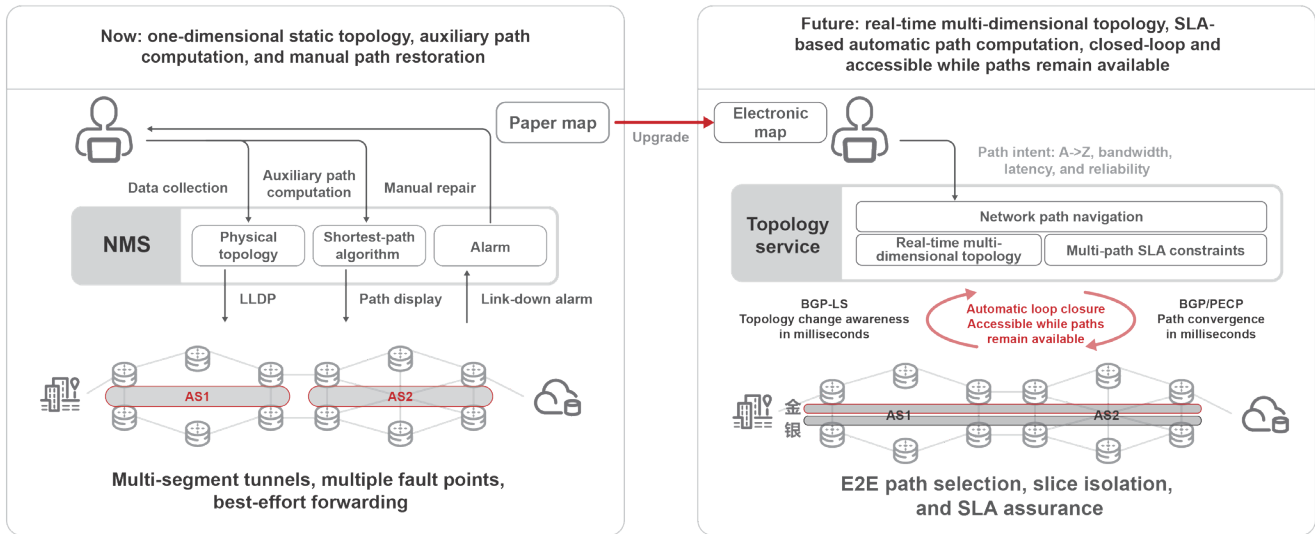 Now: one-dimensional static topology, auxiliary path
computation, and manual path restoration
Paper map
Data collection
Auxiliary path
computation
Manual repair
NMS
Physical
topology
Shortest-path
algorithm
Alarm
LLDP
Path display
Link-down alarm
AS1
AS2
Multi-segment tunnels, multiple fault points,
best-effort forwarding
Upgrade
Future: real-time multi-dimensional topology, SLA-
based automatic path computation, closed-loop and
accessible while paths remain available
Electronic
map
Path intent: A->Z, bandwidth,
latency, and reliability
Topology
service
Network path navigation
Real-time multi-
dimensional topology
Multi-path SLA constraints
BGP-LS
Topology change awareness
in milliseconds
Automatic loop closure
Accessible while paths
remain available
BGP/PECP
Path convergence
in milliseconds
金
银
AS1
AS2
E2E path selection, slice isolation,
and SLA assurance